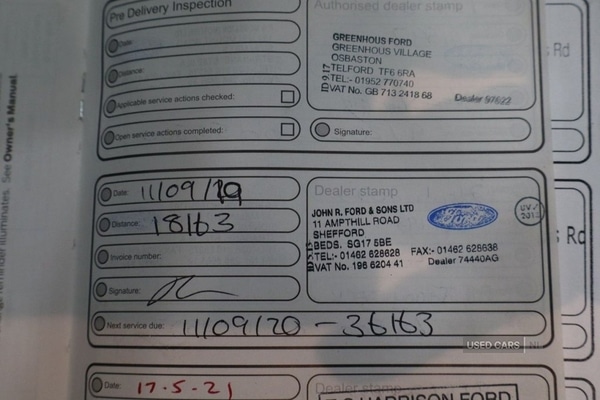 Pre Delivery Inspection
Authorised dealer stamp
Date:
Distance:
Applicable service actions checked:
Open service actions completed:
GREENHOUS FORD
GREENHOUS VILLAGE
OSBASTON
TELFORD TF6 6RA
TEL:- 01952 770740
VAT No. GB 713 2418 68
Dealer 97622
Signature:
Date: 11/09/19
Distance: 18163
Invoice number:
Signature:
Next service due: 11/09/20 - 36163
Dealer stamp
JOHN R. FORD & SONS LTD
11 AMPTHILL ROAD
SHEFFORD
BEDS. SG17 5BE
TEL:- 01462 628628 FAX:- 01462 628638
VAT No. 196 6204 41 Dealer 74440AG
Ford
Date: 17-5-21
Dealer stamp
HARRISON FORD
Rd
Rd
See Owner's Manual
USED CARS NI